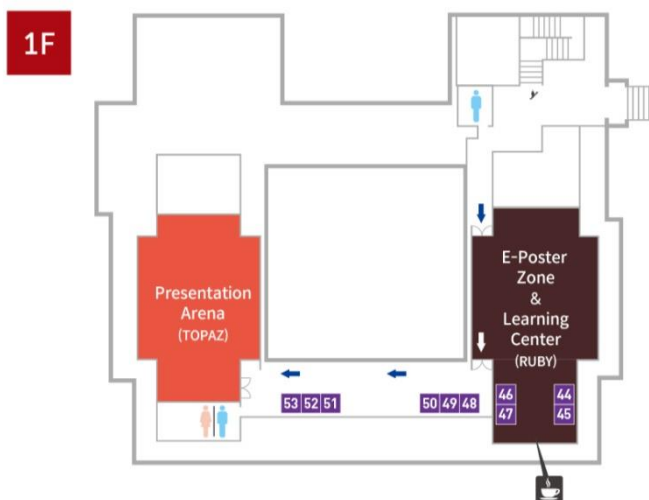 1F
E-Poster
Zone
&
Learning
Center
(RUBY)
Presentation
Arena
(TOPAZ)
53 52 51
50 49 48
46 44
47 45